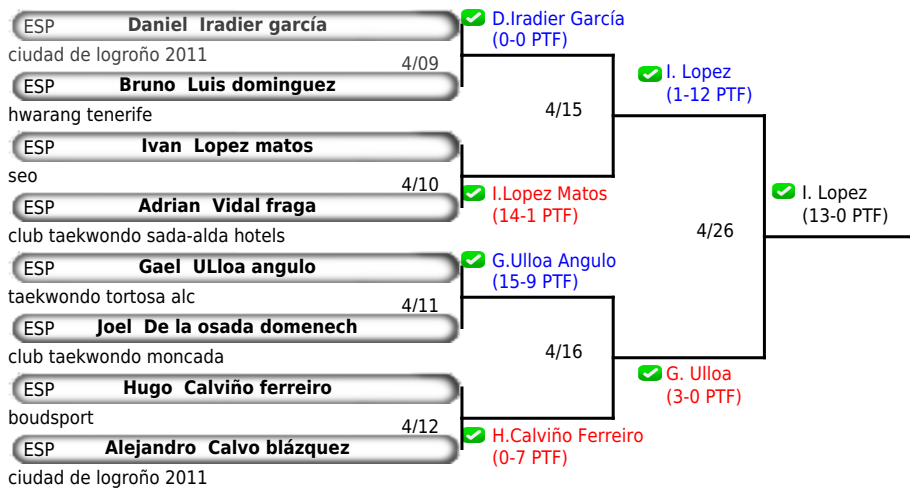 ESP Daniel Iradier garcía
ciudad de logroño 2011
4/09
ESP Bruno Luis dominguez
hwarang tenerife
ESP Ivan Lopez matos
seo
4/10
ESP Adrian Vidal fraga
club taekwondo sada-alda hotels
ESP Gael ULloa angulo
taekwondo tortosa alc
4/11
ESP Joel De la osada domenech
club taekwondo moncada
ESP Hugo Calviño ferreiro
boudsport
4/12
ESP Alejandro Calvo blázquez
ciudad de logroño 2011
D.Iradier García
(0-0 PTF)
4/15
I.Lopez Matos
(14-1 PTF)
G.Ulloa Angulo
(15-9 PTF)
4/16
H.Calviño Ferreiro
(0-7 PTF)
I. Lopez
(1-12 PTF)
4/26
G. Ulloa
(3-0 PTF)
I. Lopez
(13-0 PTF)